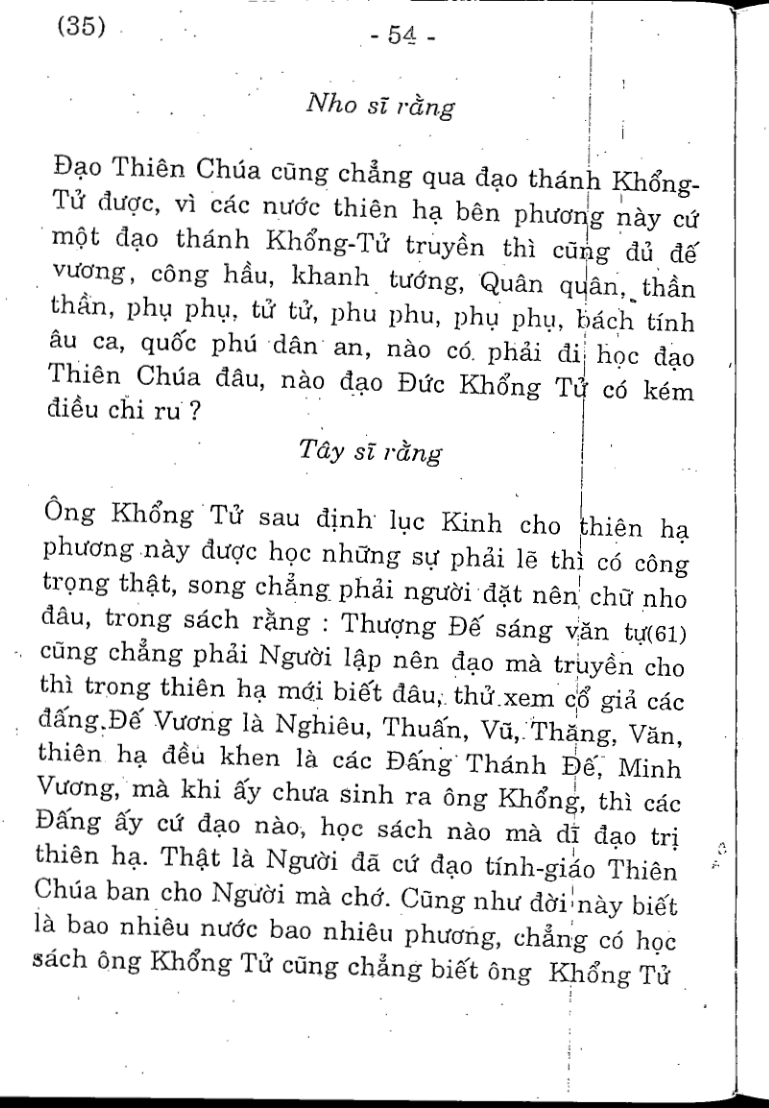 (35)
- 54 -
Nho sĩ rằng
Đạo Thiên Chúa cũng chẳng qua đạo thánh Khổng-
Tử được, vì các nước thiên hạ bên phương này cứ
một đạo thánh Khổng-Tử truyền thì cũng đủ đế
vương, công hầu, khanh tướng, Quân quân, thần
thần, phụ phụ, tử tử, phu phu, phụ phụ, bách tính
âu ca, quốc phú dân an, nào có phải đi học đạo
Thiên Chúa đâu, nào đạo Đức Khổng Tử có kém
điều chi ru ?
Tây sĩ rằng
Ông Khổng Tử sau định lục Kinh cho thiên hạ
phương này được học những sự phải lẽ thì có công
trọng thật, song chẳng phải người đặt nên chữ nho
đâu, trong sách rằng : Thượng Đế sáng văn tự(61)
cũng chẳng phải Người lập nên đạo mà truyền cho
thì trong thiên hạ mới biết đâu, thử xem cổ giả các
đấng Đế Vương là Nghiêu, Thuấn, Vũ, Thăng, Văn,
thiên hạ đều khen là các Đấng Thánh Đế, Minh
Vương, mà khi ấy chưa sinh ra ông Khổng, thì các
Đấng ấy cứ đạo nào, học sách nào mà dĩ đạo trị
thiên hạ. Thật là Người đã cứ đạo tính-giáo Thiên
Chúa ban cho Người mà chớ. Cũng như đời này biết
là bao nhiêu nước bao nhiêu phương, chẳng có học
sách ông Khổng Tử cũng chẳng biết ông Khổng Tử